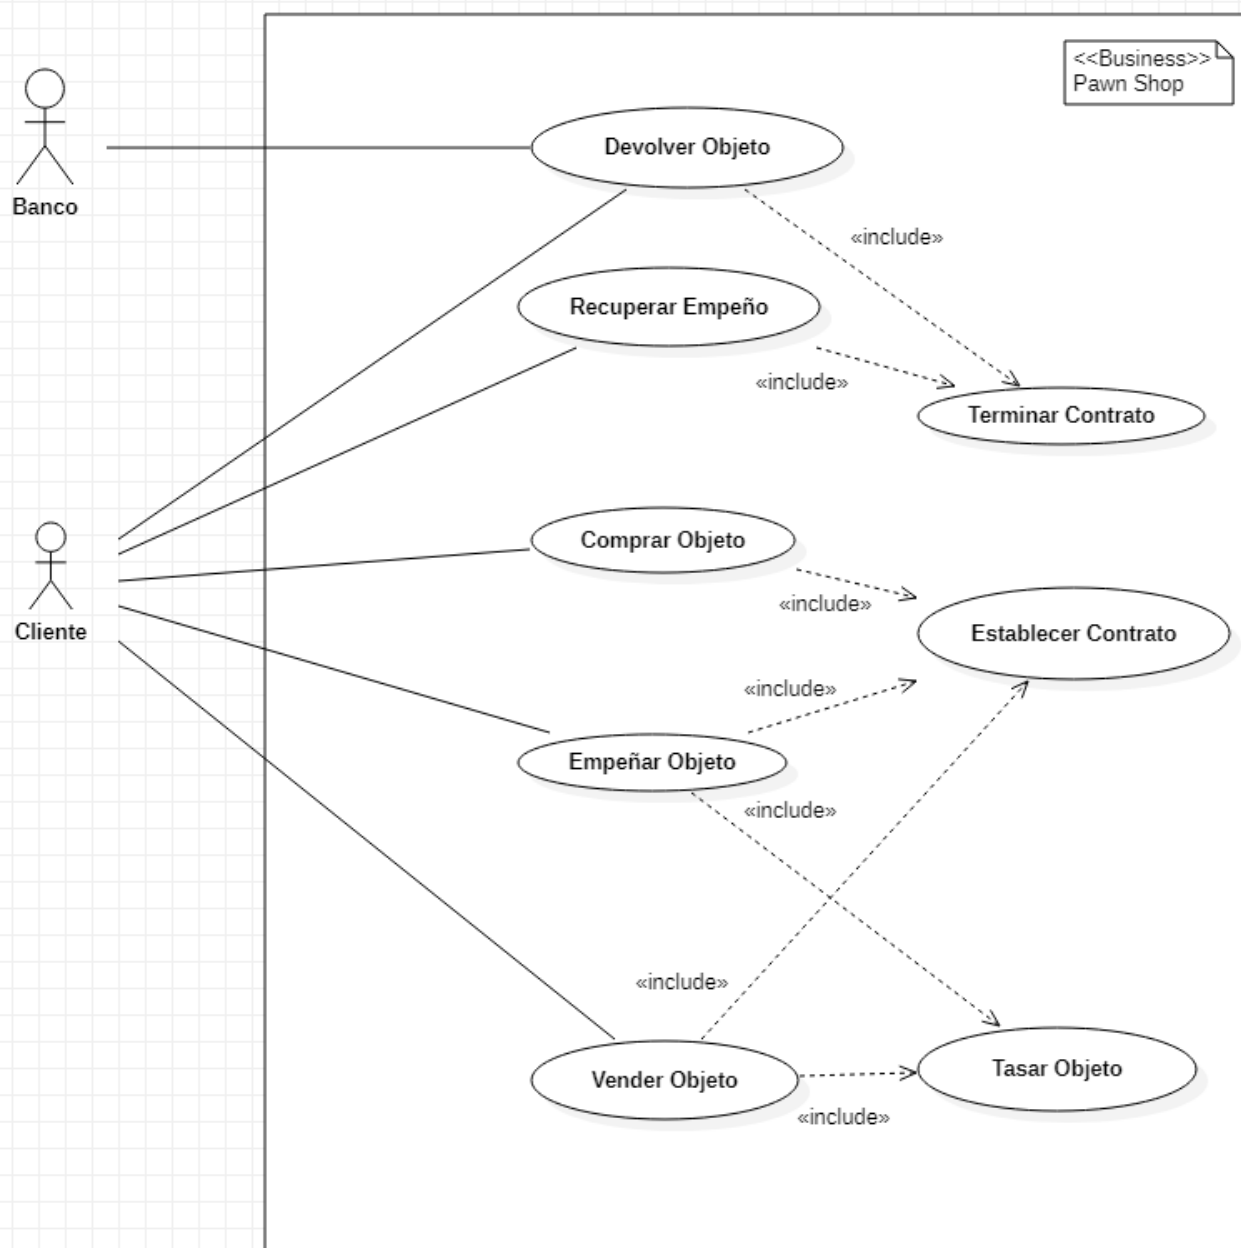 <<Business>>
Pawn Shop
Banco
Devolver Objeto
«include»
Recuperar Empeño
«include»
Terminar Contrato
Cliente
Comprar Objeto
«include»
Establecer Contrato
«include»
Empeñar Objeto
«include»
«include»
Vender Objeto
Tasar Objeto
«include»